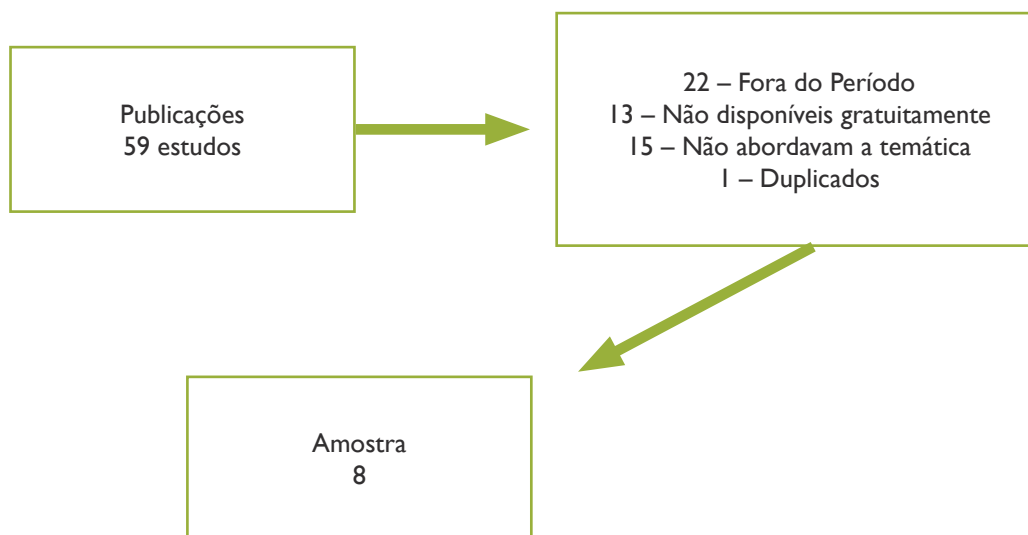 Publicações
59 estudos
22 – Fora do Período
13 – Não disponíveis gratuitamente
15 – Não abordavam a temática
1 – Duplicados
Amostra
8